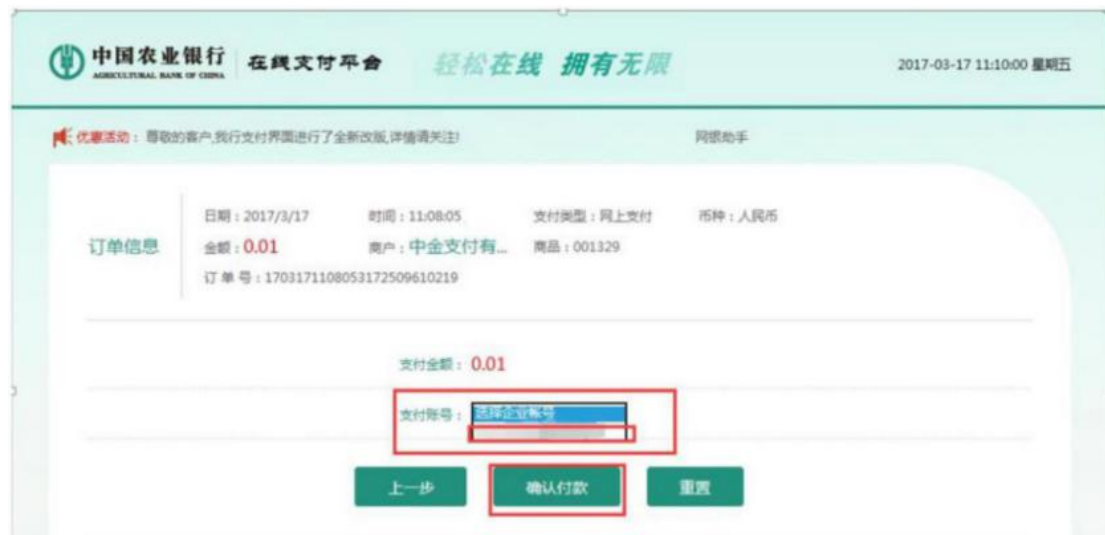 中国农业银行 在线支付平台 轻松在线 拥有无限 2017-03-17 11:10:00 星期五
AGRICULTURAL BANK OF CHINA
优惠活动：尊敬的客户,我行支付界面进行了全新改版,详情请关注! 网银助手
日期：2017/3/17 时间：11:08:05 支付类型：网上支付 币种：人民币
订单信息 金额：0.01 商户：中金支付有... 商品：001329
订 单 号：1703171108053172509610219
支付金额：0.01
支付账号： 选择企业帐号
上一步 确认付款 重置